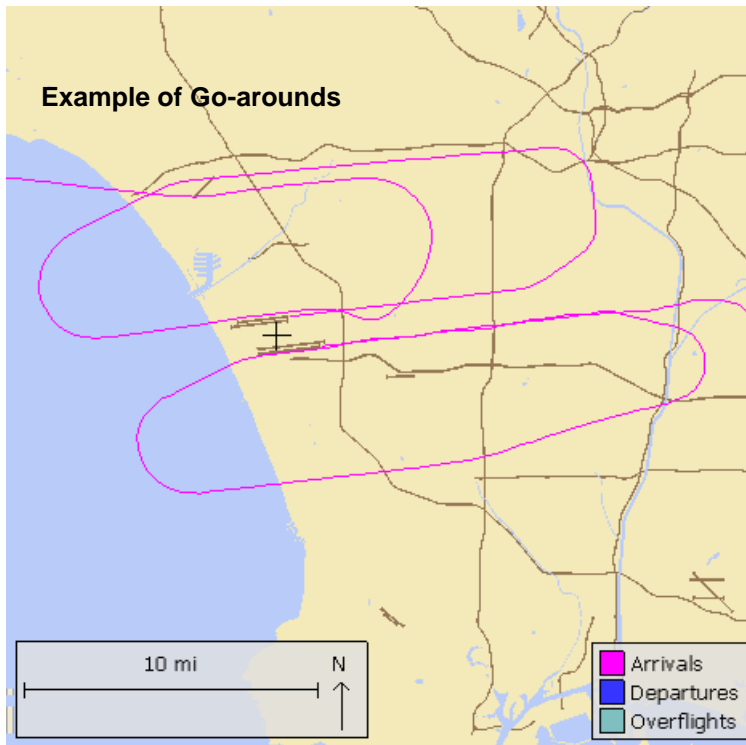 Example of Go-arounds
10 mi
N
Arrivals
Departures
Overflights